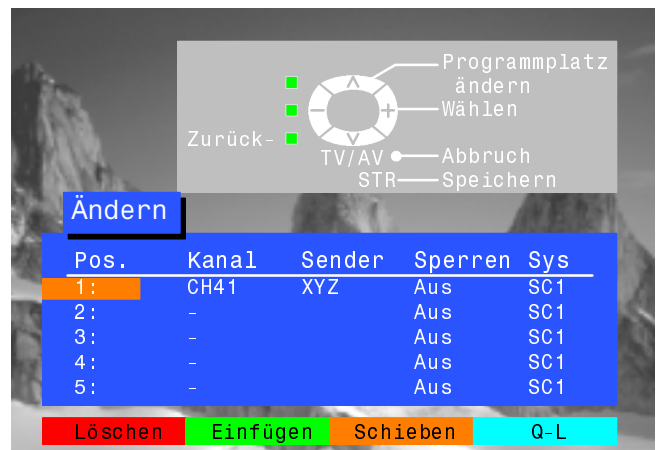 Programmplatz
ändern
Wählen
Zurück-
TV/AV Abbruch
STR Speichern
Ändern
Pos. Kanal Sender Sperren Sys
1: CH41 XYZ Aus SC1
2: - Aus SC1
3: - Aus SC1
4: - Aus SC1
5: - Aus SC1
Löschen Einfügen Schieben Q-L